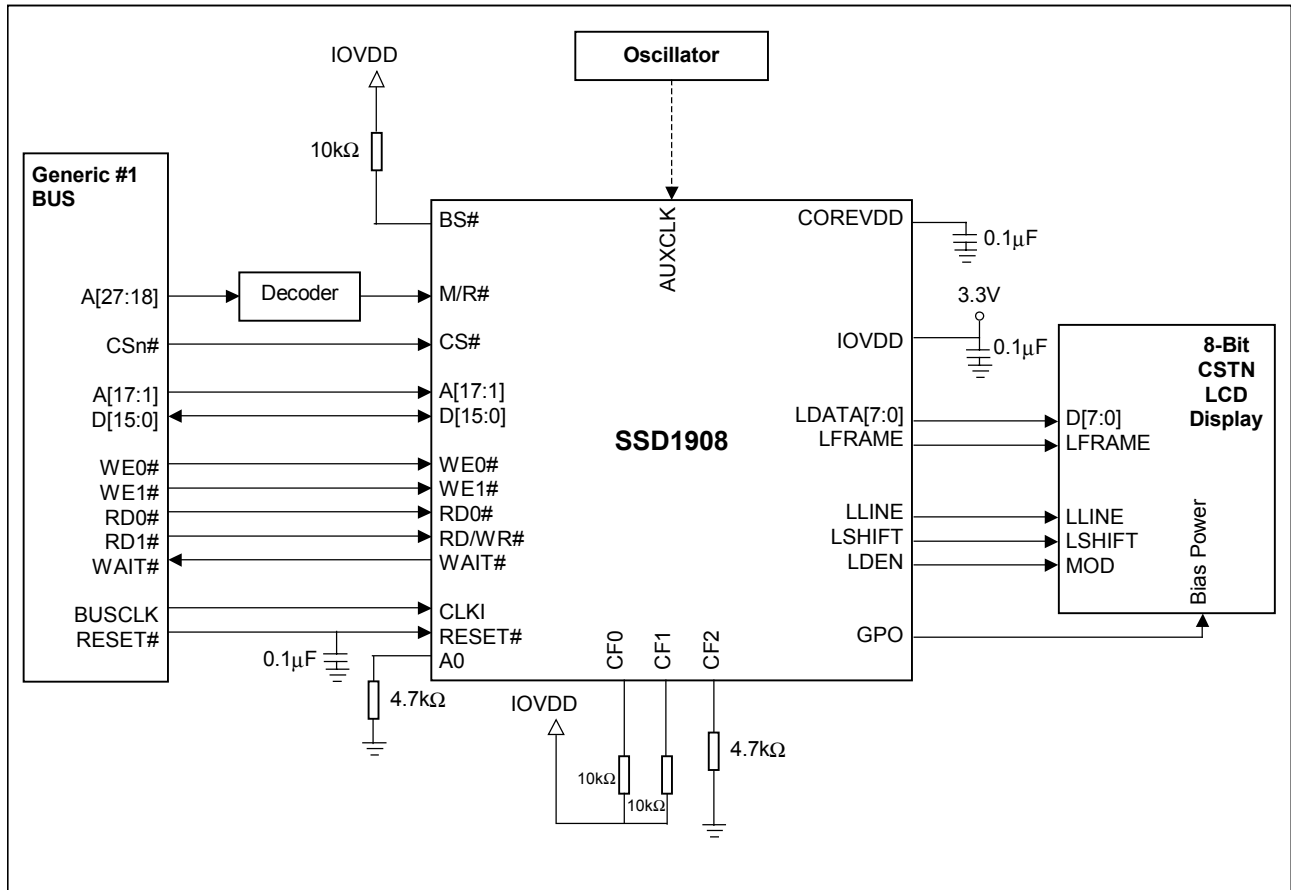 IOVDD
Oscillator
10kΩ
Generic #1
BUS
BS#
AUXCLK
COREVDD
0.1μF
A[27:18]
Decoder
M/R#
3.3V
CSn#
CS#
IOVDD
0.1μF
8-Bit
CSTN
LCD
Display
A[17:1]
A[17:1]
D[15:0]
D[15:0]
SSD1908
LDATA[7:0]
D[7:0]
LFRAME
LFRAME
WE0#
WE0#
WE1#
WE1#
RD0#
RD0#
RD1#
RD/WR#
WAIT#
WAIT#
LLINE
LLINE
LSHIFT
LSHIFT
LDEN
MOD
Bias Power
BUSCLK
CLKI
RESET#
RESET#
GPO
0.1μF
A0
CF0
CF1
CF2
4.7kΩ
IOVDD
10kΩ
10kΩ
4.7kΩ